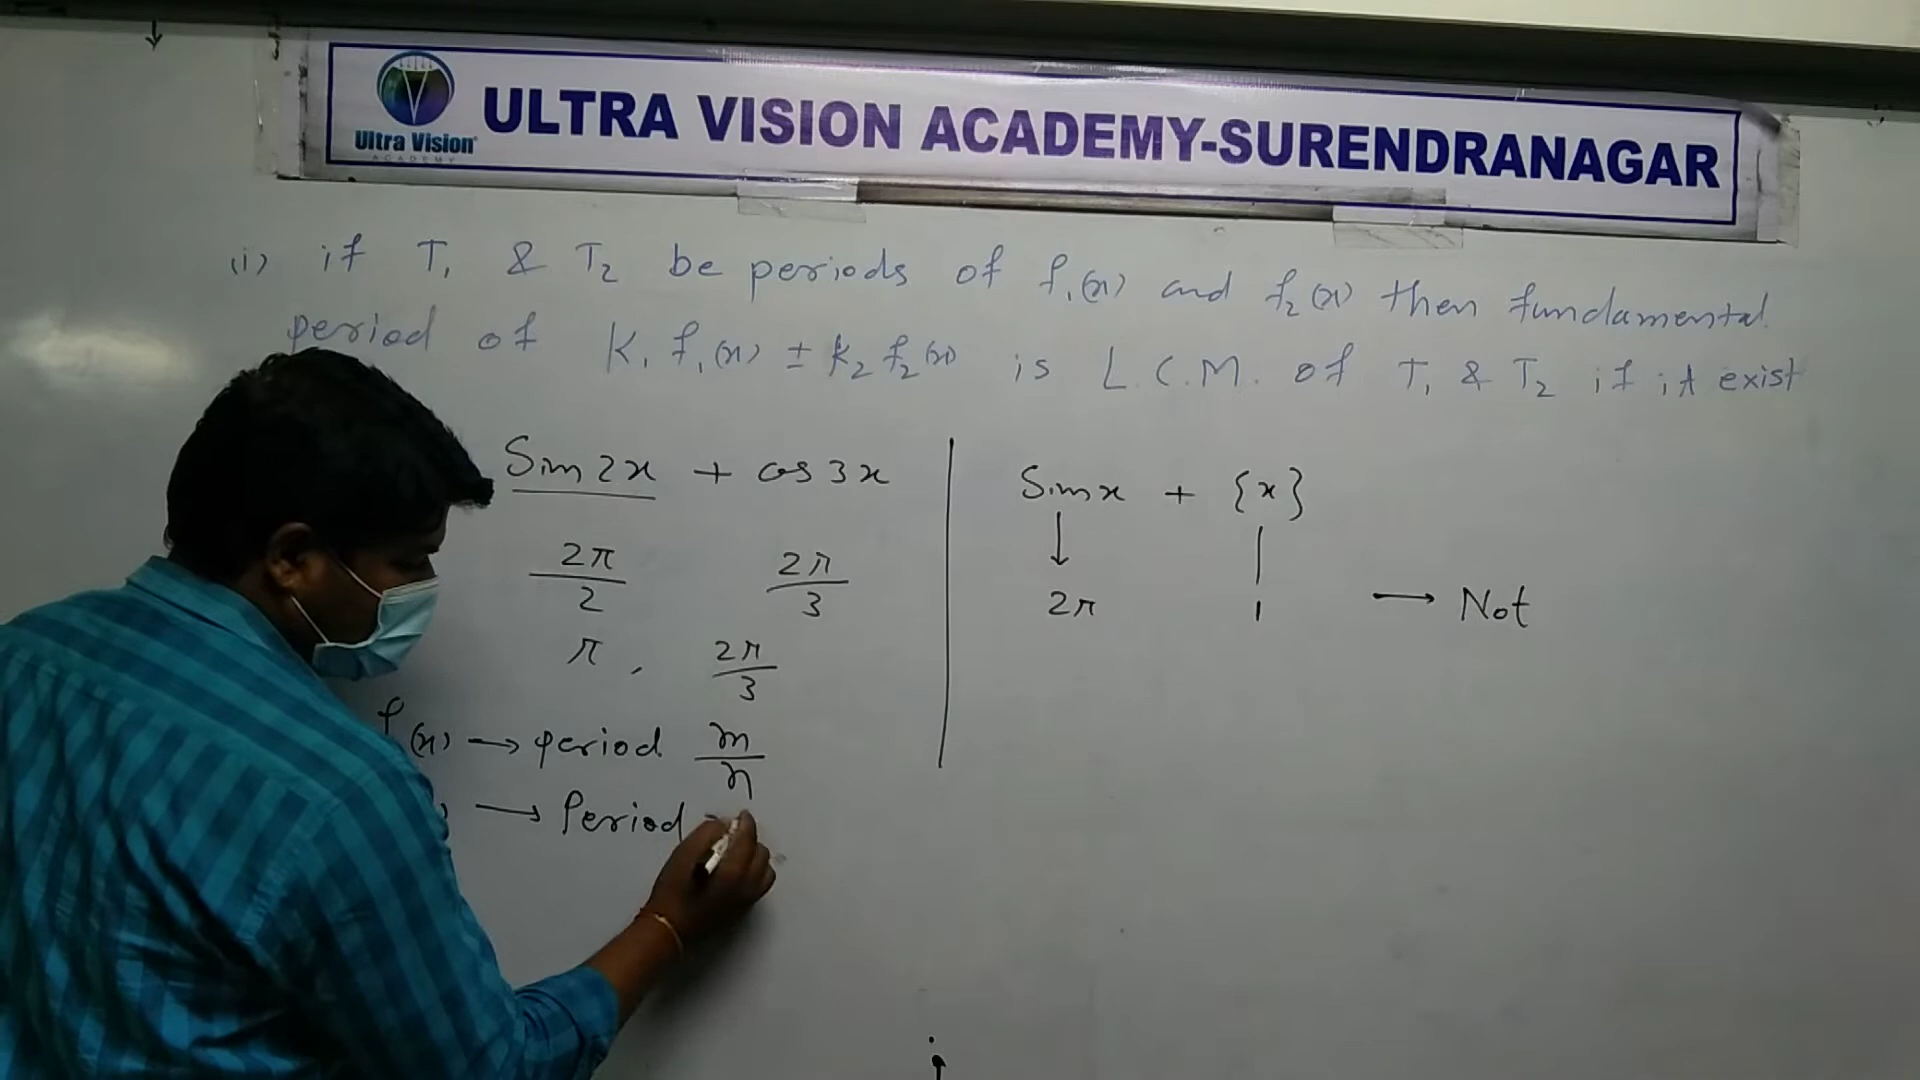 Ultra Vision
ACADEMY
ULTRA VISION ACADEMY-SURENDRANAGAR
(i) if T₁ & T₂ be periods of f₁(x) and f₂(x) then fundamental
period of K₁ f₁(x) ± k₂ f₂(x) is L.C.M. of T₁ & T₂ if it exist
Sin 2x + cos 3x
2π/2 2π/3
π , 2π/3
f(x) → period m/n
) → Period
Sin x + {x}
↓ |
2π 1 → Not